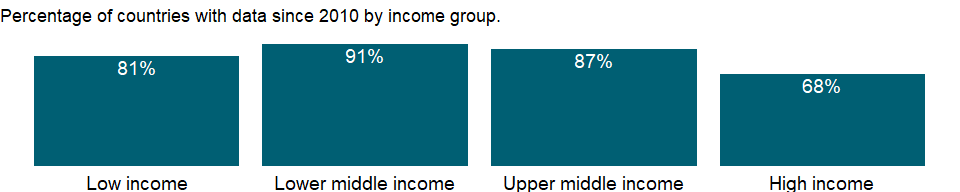 Percentage of countries with data since 2010 by income group.
81%
91%
87%
68%
Low income
Lower middle income
Upper middle income
High income